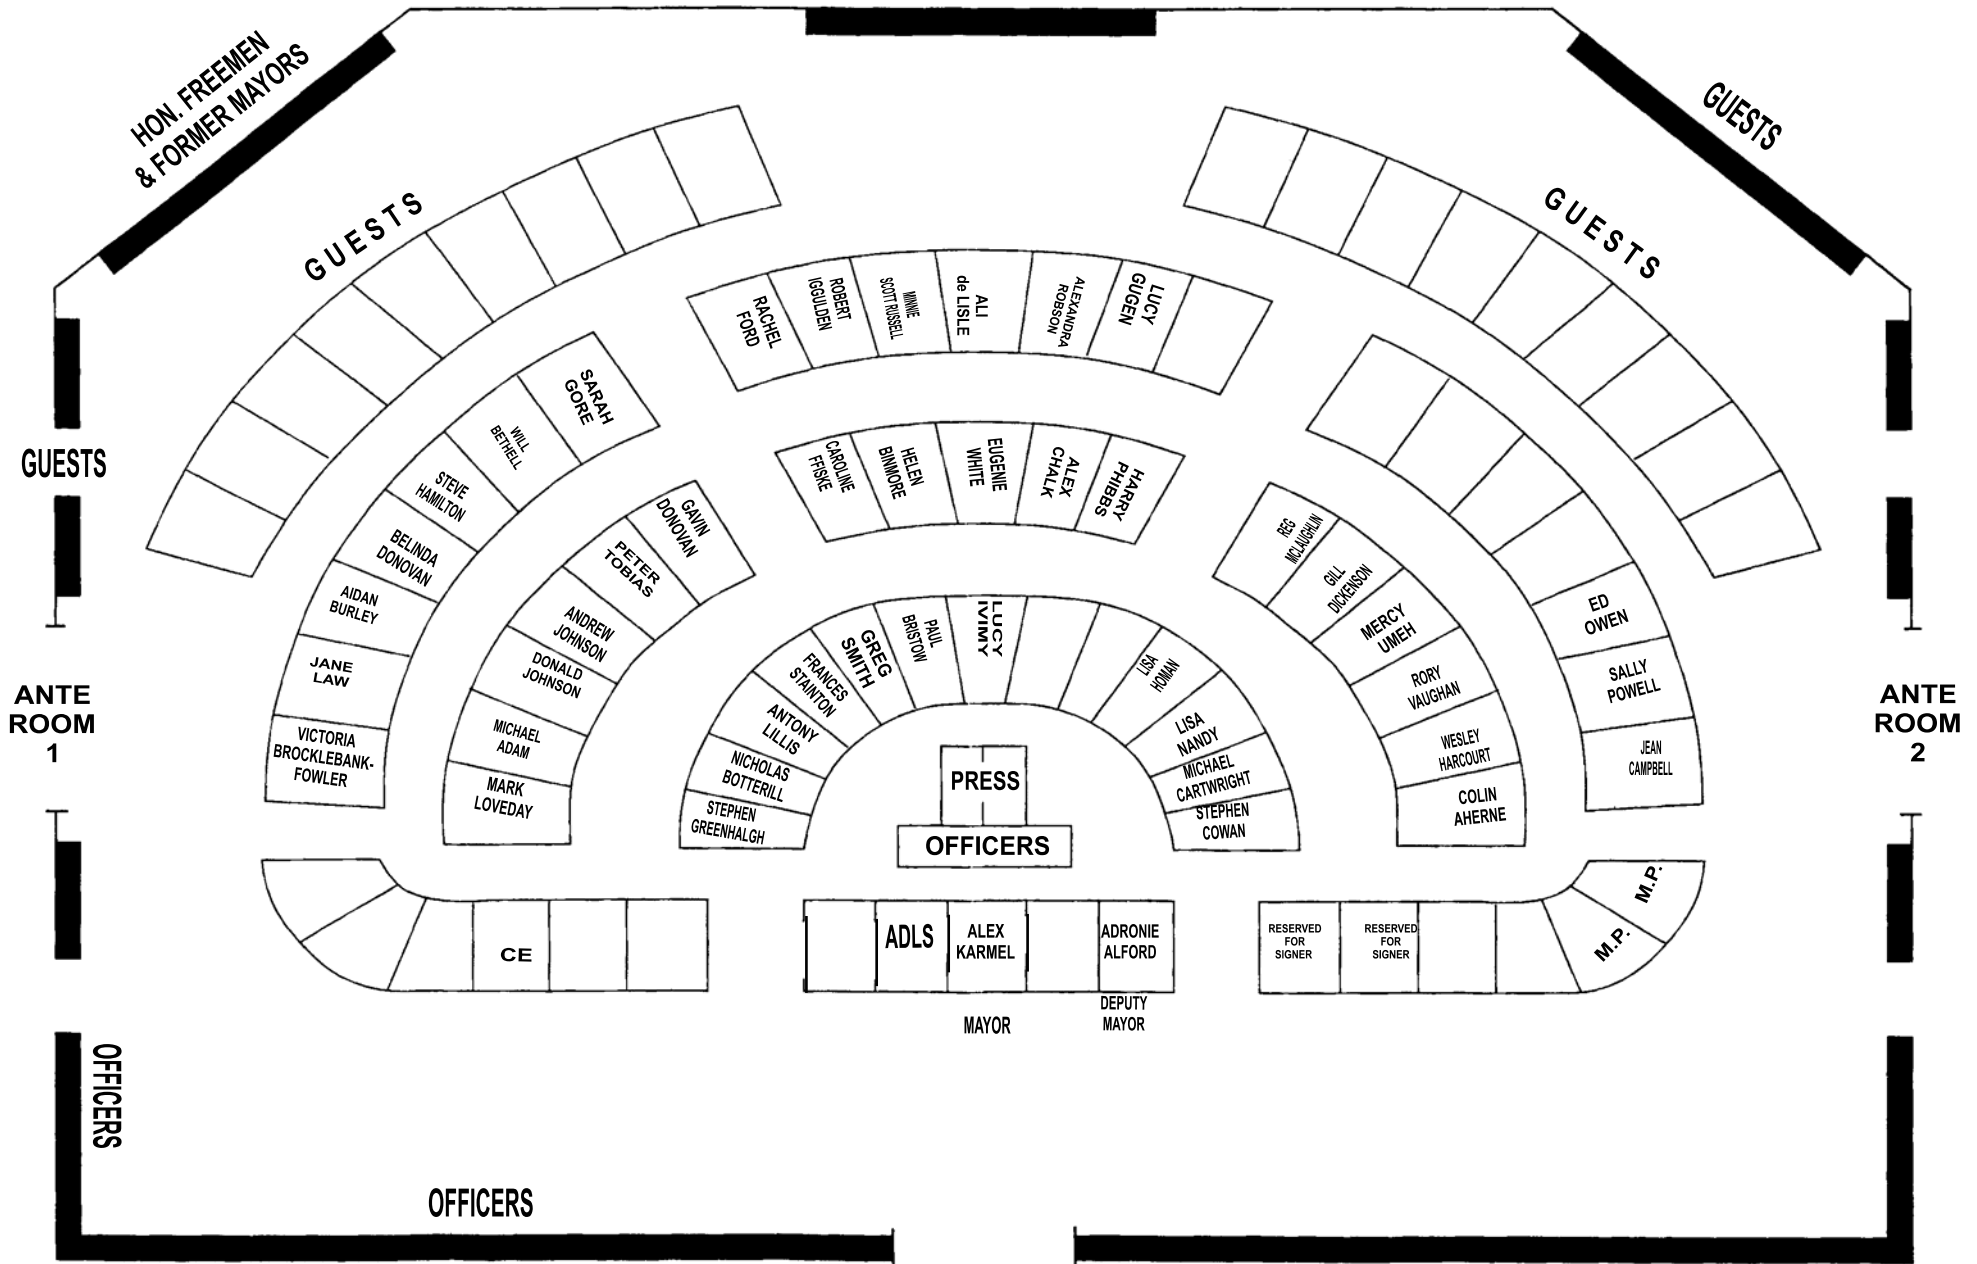 HON. FREEMEN
& FORMER MAYORS
GUESTS
GUESTS
GUESTS
GUESTS
GUESTS
ANTE
ROOM
1
ANTE
ROOM
2
RACHEL
FORD
ROBERT
IGGULDEN
MINNIE
SCOTT RUSSELL
ALI
de LISLE
ALEXANDRA
ROBSON
LUCY
GUGEN
SARAH
GORE
WILL
BETHELL
STEVE
HAMILTON
BELINDA
DONOVAN
AIDAN
BURLEY
JANE
LAW
VICTORIA
BROCKLEBANK-
FOWLER
CAROLINE
FFISKE
HELEN
BINMORE
EUGENIE
WHITE
ALEX
CHALK
HARRY
PHIBBS
GAVIN
DONOVAN
PETER
TOBIAS
ANDREW
JOHNSON
DONALD
JOHNSON
MICHAEL
ADAM
MARK
LOVEDAY
REG
MCLAUGHLIN
GILL
DICKENSON
MERCY
UMEH
RORY
VAUGHAN
WESLEY
HARCOURT
COLIN
AHERNE
ED
OWEN
SALLY
POWELL
JEAN
CAMPBELL
LUCY
IVIMY
PAUL
BRISTOW
GREG
SMITH
FRANCES
STAINTON
ANTONY
LILLIS
NICHOLAS
BOTTERILL
STEPHEN
GREENHALGH
LISA
HOMAN
LISA
NANDY
MICHAEL
CARTWRIGHT
STEPHEN
COWAN
PRESS
OFFICERS
CE
ADLS
ALEX
KARMEL
ADRONIE
ALFORD
MAYOR
DEPUTY
MAYOR
RESERVED
FOR
SIGNER
RESERVED
FOR
SIGNER
M.P.
M.P.
OFFICERS
OFFICERS